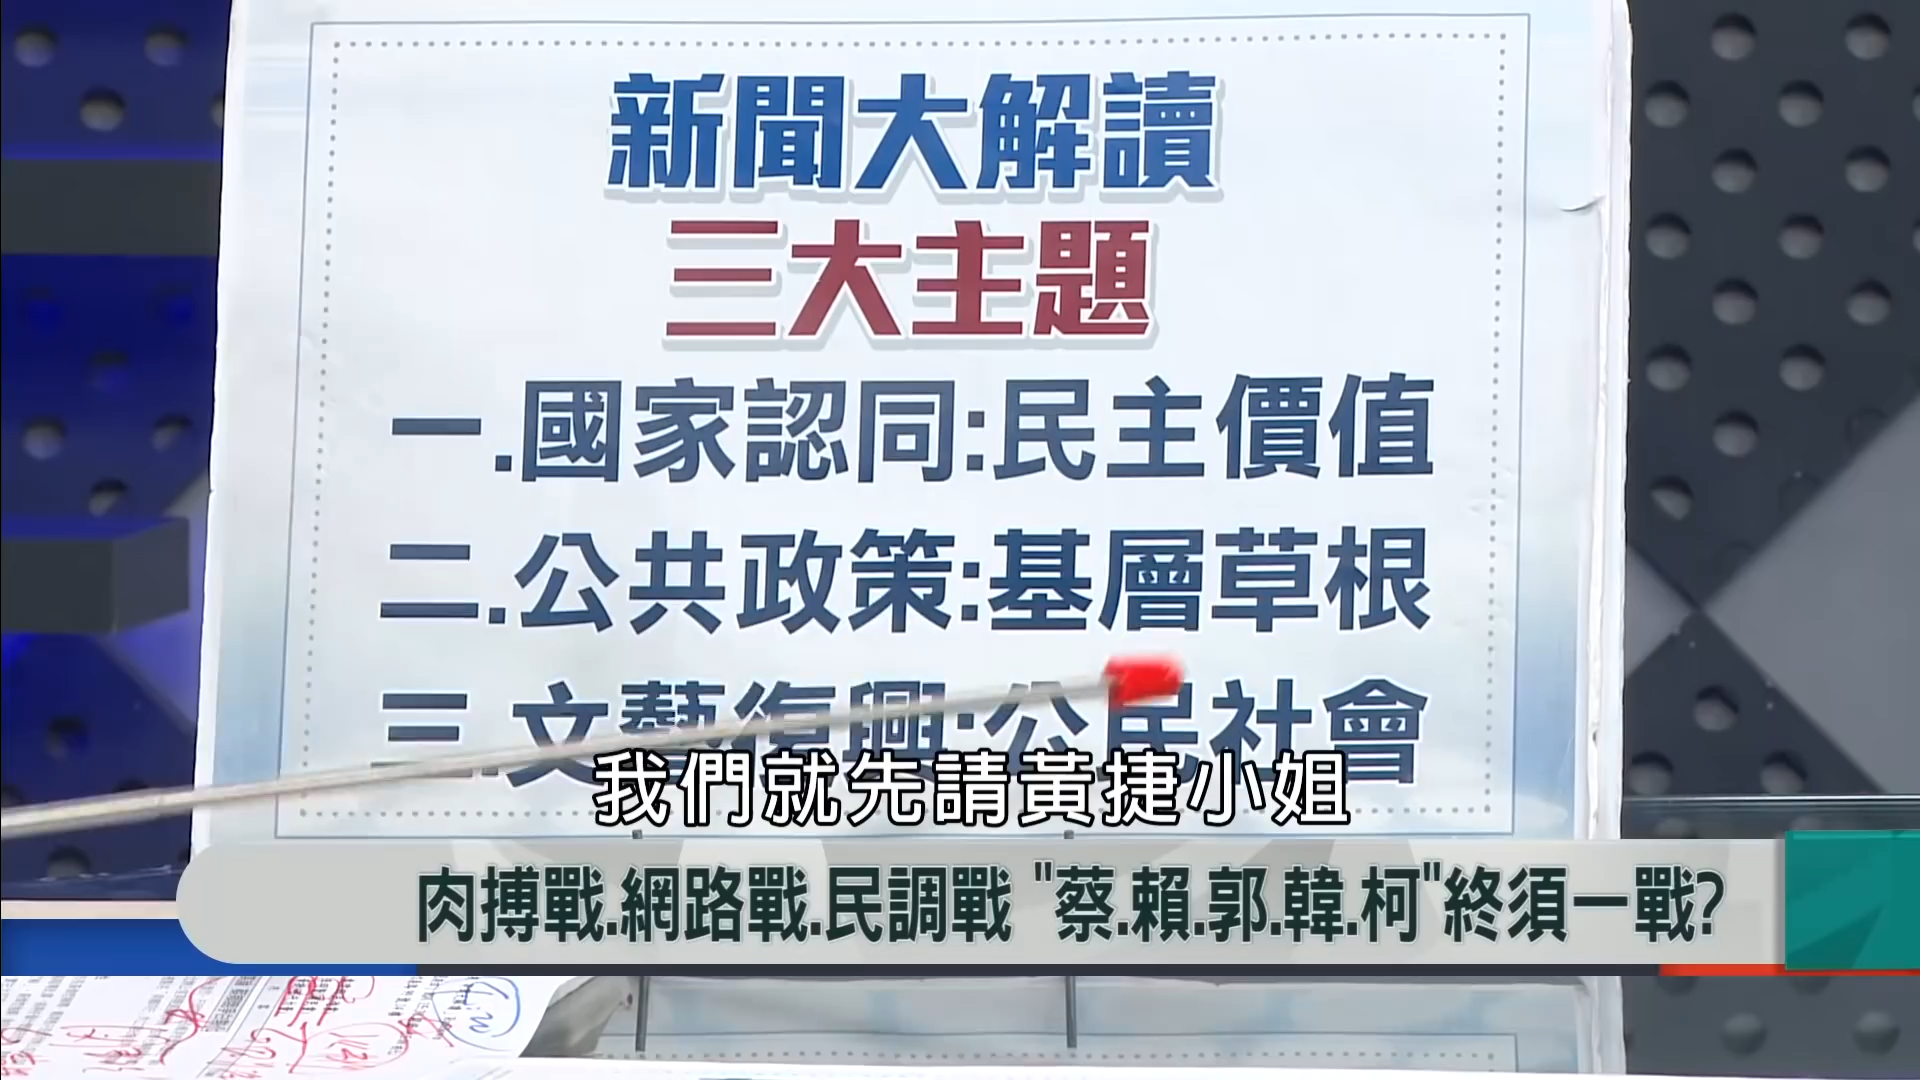 新聞大解讀
三大主題
一.國家認同:民主價值
二.公共政策:基層草根
三.文藝復興:公民社會
我們就先請黃捷小姐
肉搏戰.網路戰.民調戰 "蔡.賴.郭.韓.柯"終須一戰?